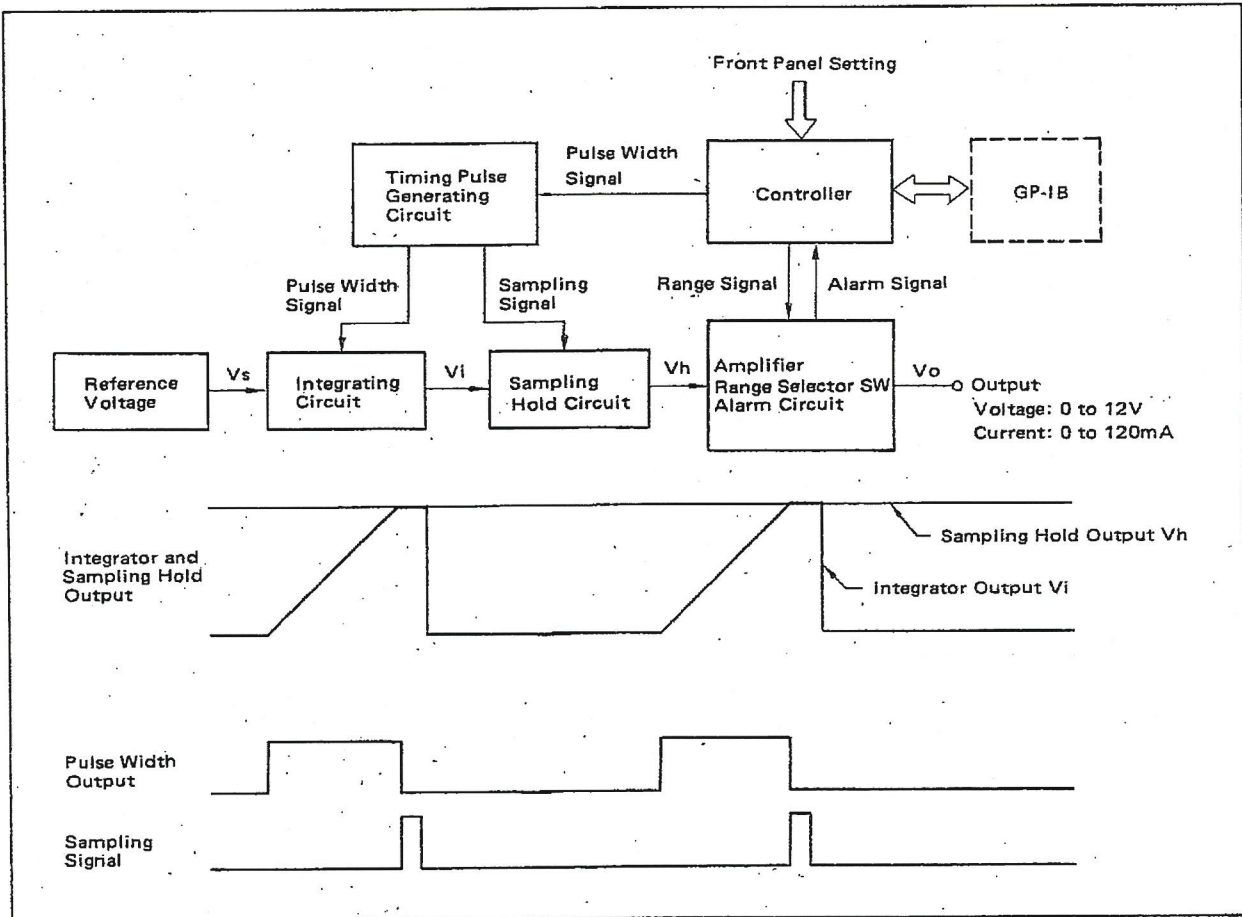 Front Panel Setting
Timing Pulse
Generating
Circuit
Pulse Width
Signal
Controller
GP-IB
Pulse Width
Signal
Sampling
Signal
Range Signal
Alarm Signal
Reference
Voltage
Vs
Integrating
Circuit
Vi
Sampling
Hold Circuit
Vh
Amplifier
Range Selector SW
Alarm Circuit
Vo
Output
Voltage: 0 to 12V
Current: 0 to 120mA
Integrator and
Sampling Hold
Output
Sampling Hold Output Vh
Integrator Output Vi
Pulse Width
Output
Sampling
Signal